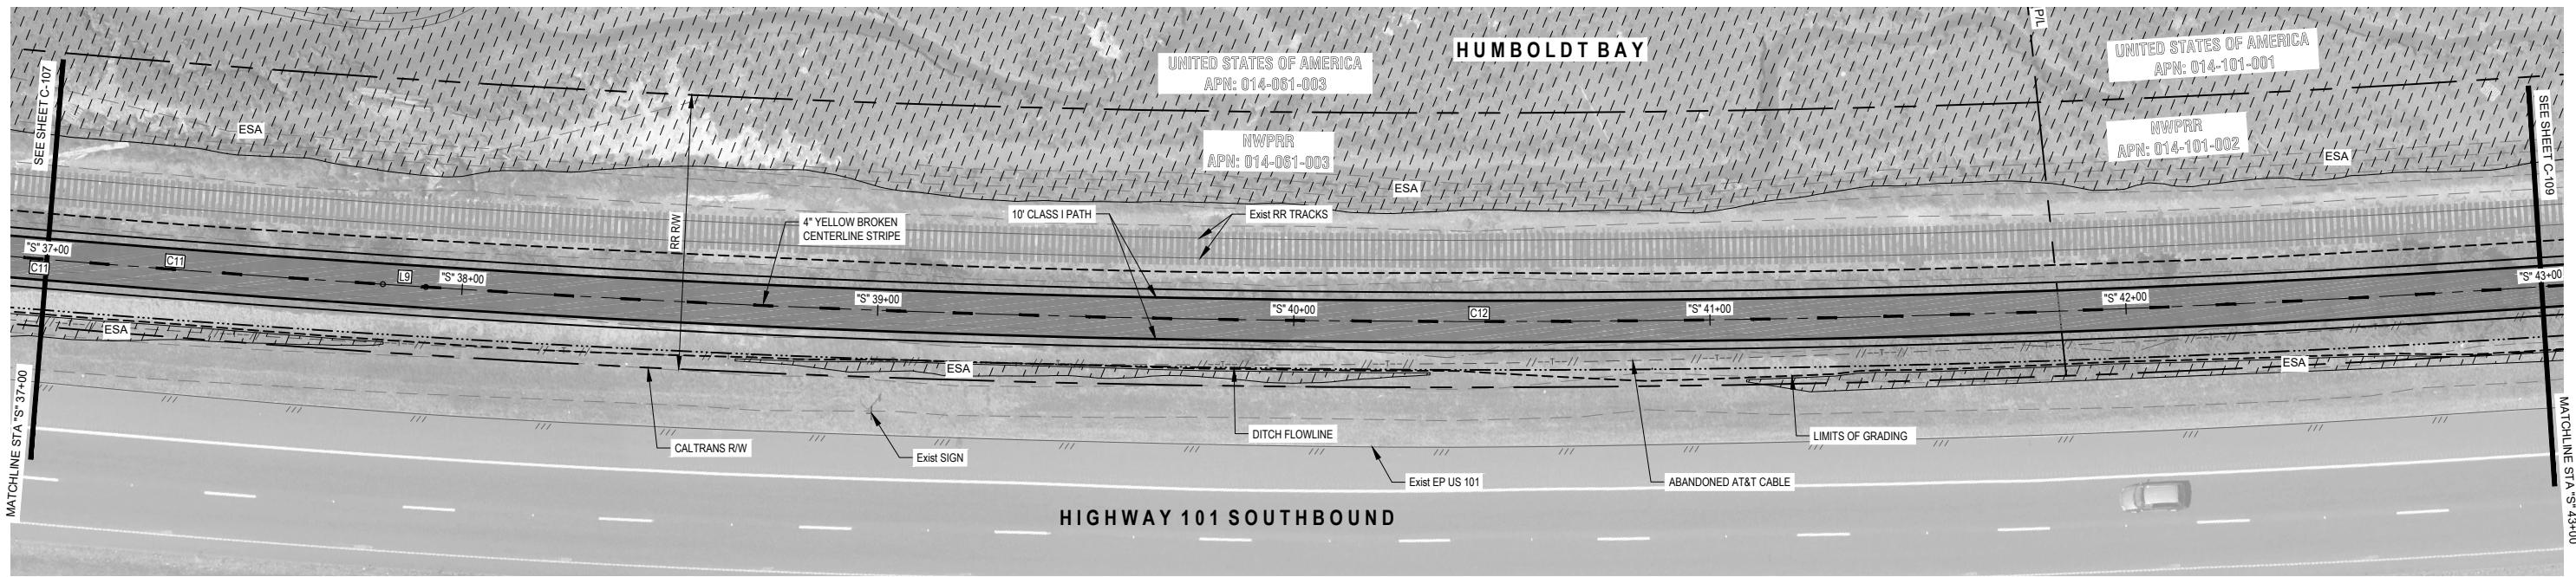 HUMBOLDT BAY
P/L
UNITED STATES OF AMERICA
APN: 014-061-003
UNITED STATES OF AMERICA
APN: 014-101-001
SEE SHEET C-107
SEE SHEET C-109
ESA
NWPRR
APN: 014-061-003
NWPRR
APN: 014-101-002
ESA
ESA
RR R/W
4" YELLOW BROKEN
CENTERLINE STRIPE
10' CLASS I PATH
Exist RR TRACKS
"S" 37+00
C11
C11
L9
"S" 38+00
"S" 39+00
"S" 40+00
C12
"S" 41+00
"S" 42+00
"S" 43+00
ESA
ESA
ESA
MATCHLINE STA "S" 37+00
MATCHLINE STA "S" 43+00
CALTRANS R/W
Exist SIGN
DITCH FLOWLINE
Exist EP US 101
ABANDONED AT&T CABLE
LIMITS OF GRADING
HIGHWAY 101 SOUTHBOUND